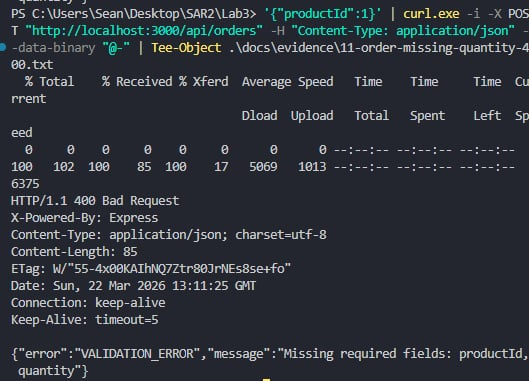 quantity"}
PS C:\Users\Sean\Desktop\SAR2\Lab3> '{"productId":1}' | curl.exe -i -X POS
T "http://localhost:3000/api/orders" -H "Content-Type: application/json" -
-data-binary "@-" | Tee-Object .\docs\evidence\11-order-missing-quantity-4
00.txt
  % Total    % Received % Xferd  Average Speed   Time    Time     Time  Cu
rrent
                                 Dload  Upload   Total   Spent    Left  Sp
eed
  0     0    0     0    0     0      0      0 --:--:-- --:--:-- --:--:--
100   102  100    85  100    17   5069   1013 --:--:-- --:--:-- --:--:--
6375
HTTP/1.1 400 Bad Request
X-Powered-By: Express
Content-Type: application/json; charset=utf-8
Content-Length: 85
ETag: W/"55-4x00KAIhNQ7Ztr80JrNEs8se+fo"
Date: Sun, 22 Mar 2026 13:11:25 GMT
Connection: keep-alive
Keep-Alive: timeout=5

{"error":"VALIDATION_ERROR","message":"Missing required fields: productId,
 quantity"}